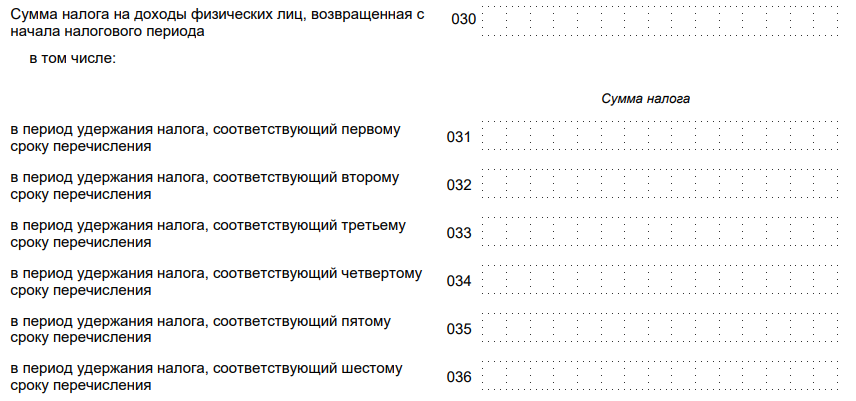 Сумма налога на доходы физических лиц, возвращенная с
начала налогового периода
030
в том числе:
Сумма налога
в период удержания налога, соответствующий первому
сроку перечисления
031
в период удержания налога, соответствующий второму
сроку перечисления
032
в период удержания налога, соответствующий третьему
сроку перечисления
033
в период удержания налога, соответствующий четвертому
сроку перечисления
034
в период удержания налога, соответствующий пятому
сроку перечисления
035
в период удержания налога, соответствующий шестому
сроку перечисления
036